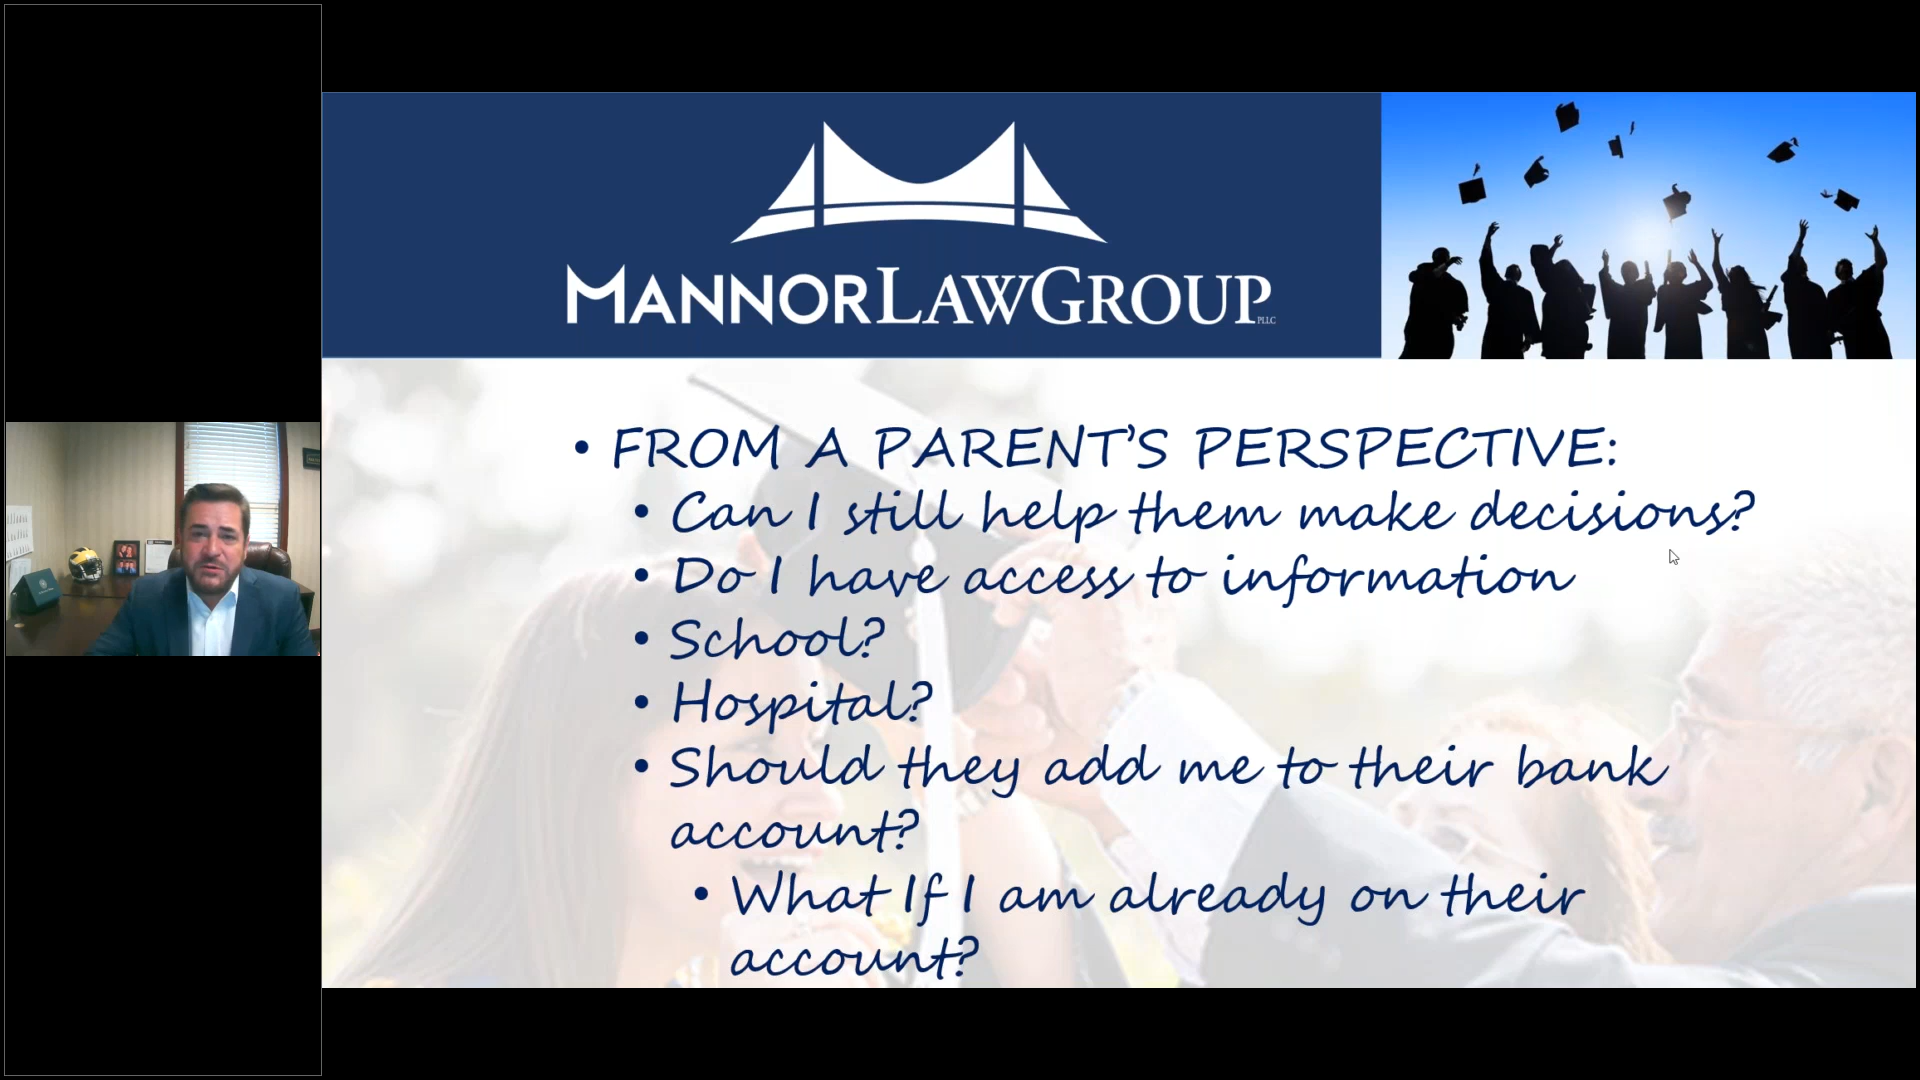 MANNORLAWGROUP PLLC
• FROM A PARENT'S PERSPECTIVE:
• Can I still help them make decisions?
• Do I have access to information
• School?
• Hospital?
• Should they add me to their bank
account?
• What If I am already on their
account?